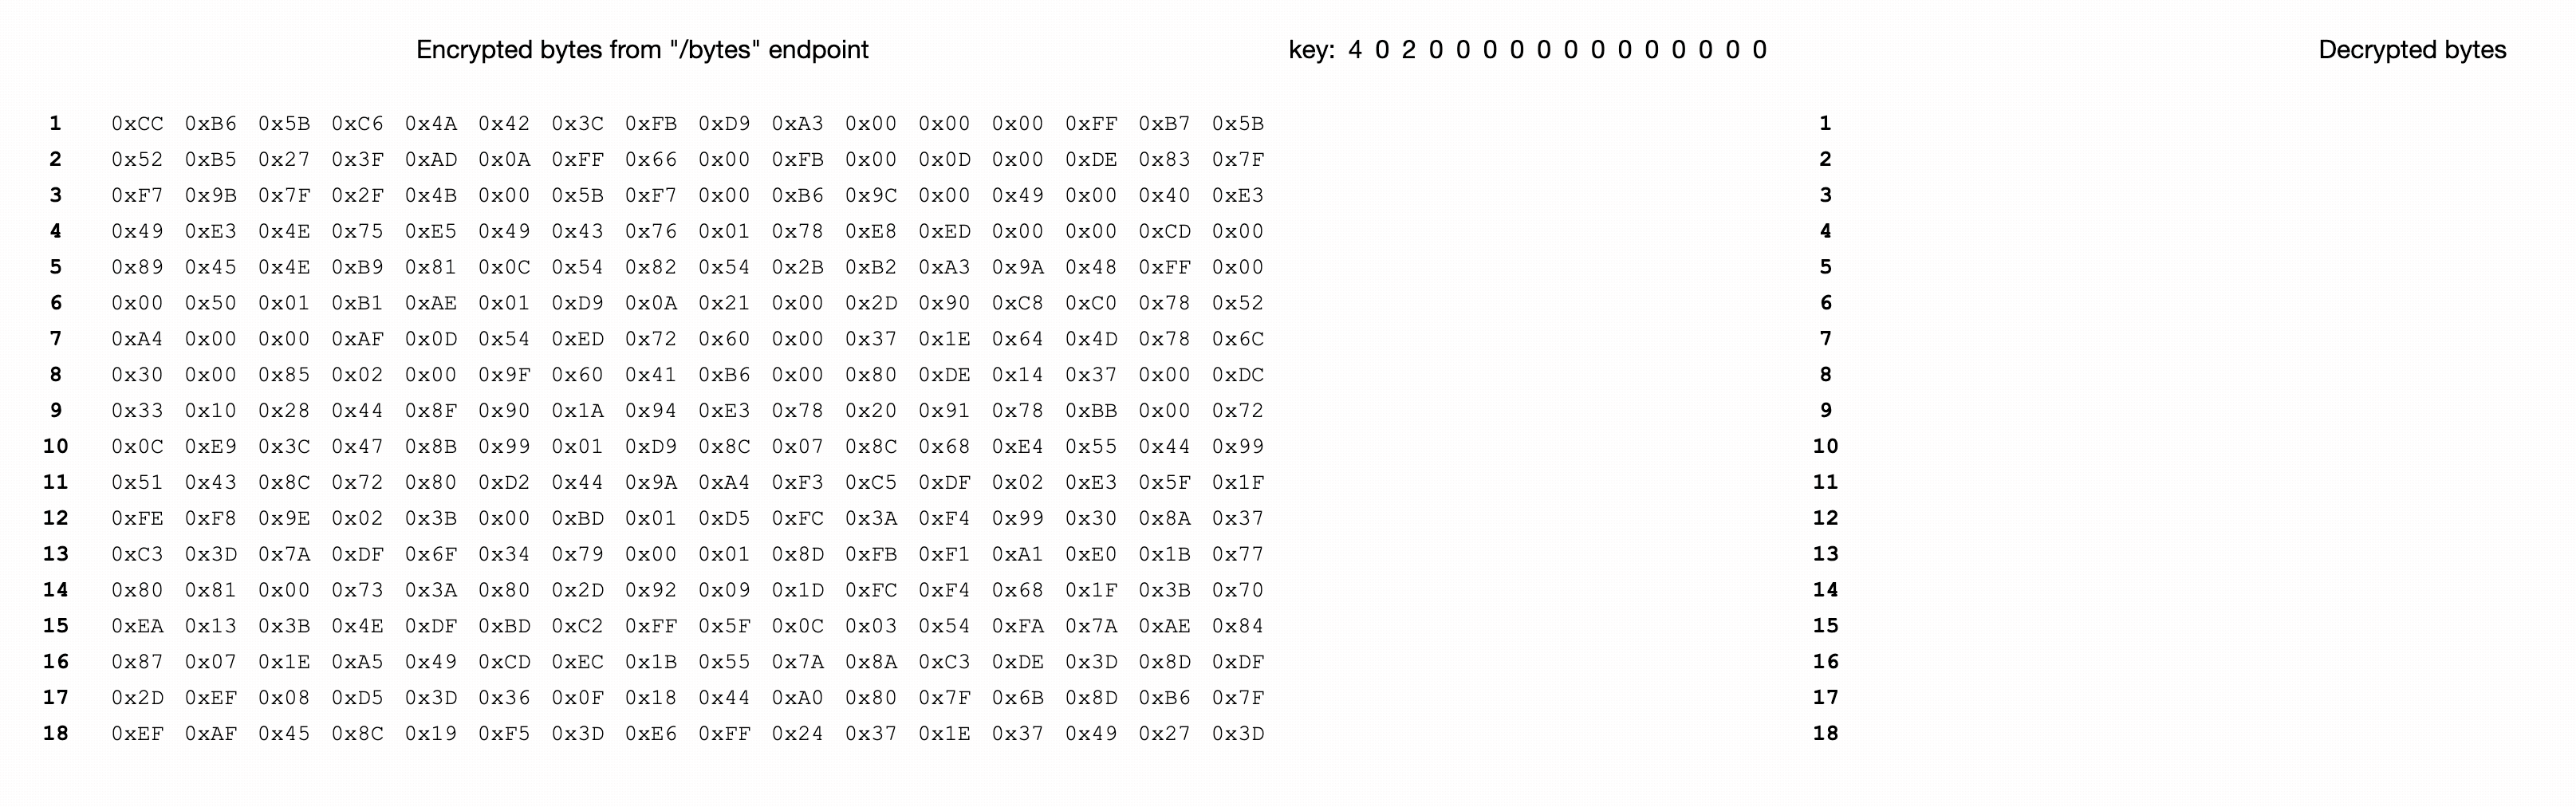 Encrypted bytes from "/bytes" endpoint key: 4 0 2 0 0 0 0 0 0 0 0 0 0 0 0 0 Decrypted bytes
1 0xCC 0xB6 0x5B 0xC6 0x4A 0x42 0x3C 0xFB 0xD9 0xA3 0x00 0x00 0x00 0xFF 0xB7 0x5B 1
2 0x52 0xB5 0x27 0x3F 0xAD 0x0A 0xFF 0x66 0x00 0xFB 0x00 0x0D 0x00 0xDE 0x83 0x7F 2
3 0xF7 0x9B 0x7F 0x2F 0x4B 0x00 0x5B 0xF7 0x00 0xB6 0x9C 0x00 0x49 0x00 0x40 0xE3 3
4 0x49 0xE3 0x4E 0x75 0xE5 0x49 0x43 0x76 0x01 0x78 0xE8 0xED 0x00 0x00 0xCD 0x00 4
5 0x89 0x45 0x4E 0xB9 0x81 0x0C 0x54 0x82 0x54 0x2B 0xB2 0xA3 0x9A 0x48 0xFF 0x00 5
6 0x00 0x50 0x01 0xB1 0xAE 0x01 0xD9 0x0A 0x21 0x00 0x2D 0x90 0xC8 0xC0 0x78 0x52 6
7 0xA4 0x00 0x00 0xAF 0x0D 0x54 0xED 0x72 0x60 0x00 0x37 0x1E 0x64 0x4D 0x78 0x6C 7
8 0x30 0x00 0x85 0x02 0x00 0x9F 0x60 0x41 0xB6 0x00 0x80 0xDE 0x14 0x37 0x00 0xDC 8
9 0x33 0x10 0x28 0x44 0x8F 0x90 0x1A 0x94 0xE3 0x78 0x20 0x91 0x78 0xBB 0x00 0x72 9
10 0x0C 0xE9 0x3C 0x47 0x8B 0x99 0x01 0xD9 0x8C 0x07 0x8C 0x68 0xE4 0x55 0x44 0x99 10
11 0x51 0x43 0x8C 0x72 0x80 0xD2 0x44 0x9A 0xA4 0xF3 0xC5 0xDF 0x02 0xE3 0x5F 0x1F 11
12 0xFE 0xF8 0x9E 0x02 0x3B 0x00 0xBD 0x01 0xD5 0xFC 0x3A 0xF4 0x99 0x30 0x8A 0x37 12
13 0xC3 0x3D 0x7A 0xDF 0x6F 0x34 0x79 0x00 0x01 0x8D 0xFB 0xF1 0xA1 0xE0 0x1B 0x77 13
14 0x80 0x81 0x00 0x73 0x3A 0x80 0x2D 0x92 0x09 0x1D 0xFC 0xF4 0x68 0x1F 0x3B 0x70 14
15 0xEA 0x13 0x3B 0x4E 0xDF 0xBD 0xC2 0xFF 0x5F 0x0C 0x03 0x54 0xFA 0x7A 0xAE 0x84 15
16 0x87 0x07 0x1E 0xA5 0x49 0xCD 0xEC 0x1B 0x55 0x7A 0x8A 0xC3 0xDE 0x3D 0x8D 0xDF 16
17 0x2D 0xEF 0x08 0xD5 0x3D 0x36 0x0F 0x18 0x44 0xA0 0x80 0x7F 0x6B 0x8D 0xB6 0x7F 17
18 0xEF 0xAF 0x45 0x8C 0x19 0xF5 0x3D 0xE6 0xFF 0x24 0x37 0x1E 0x37 0x49 0x27 0x3D 18